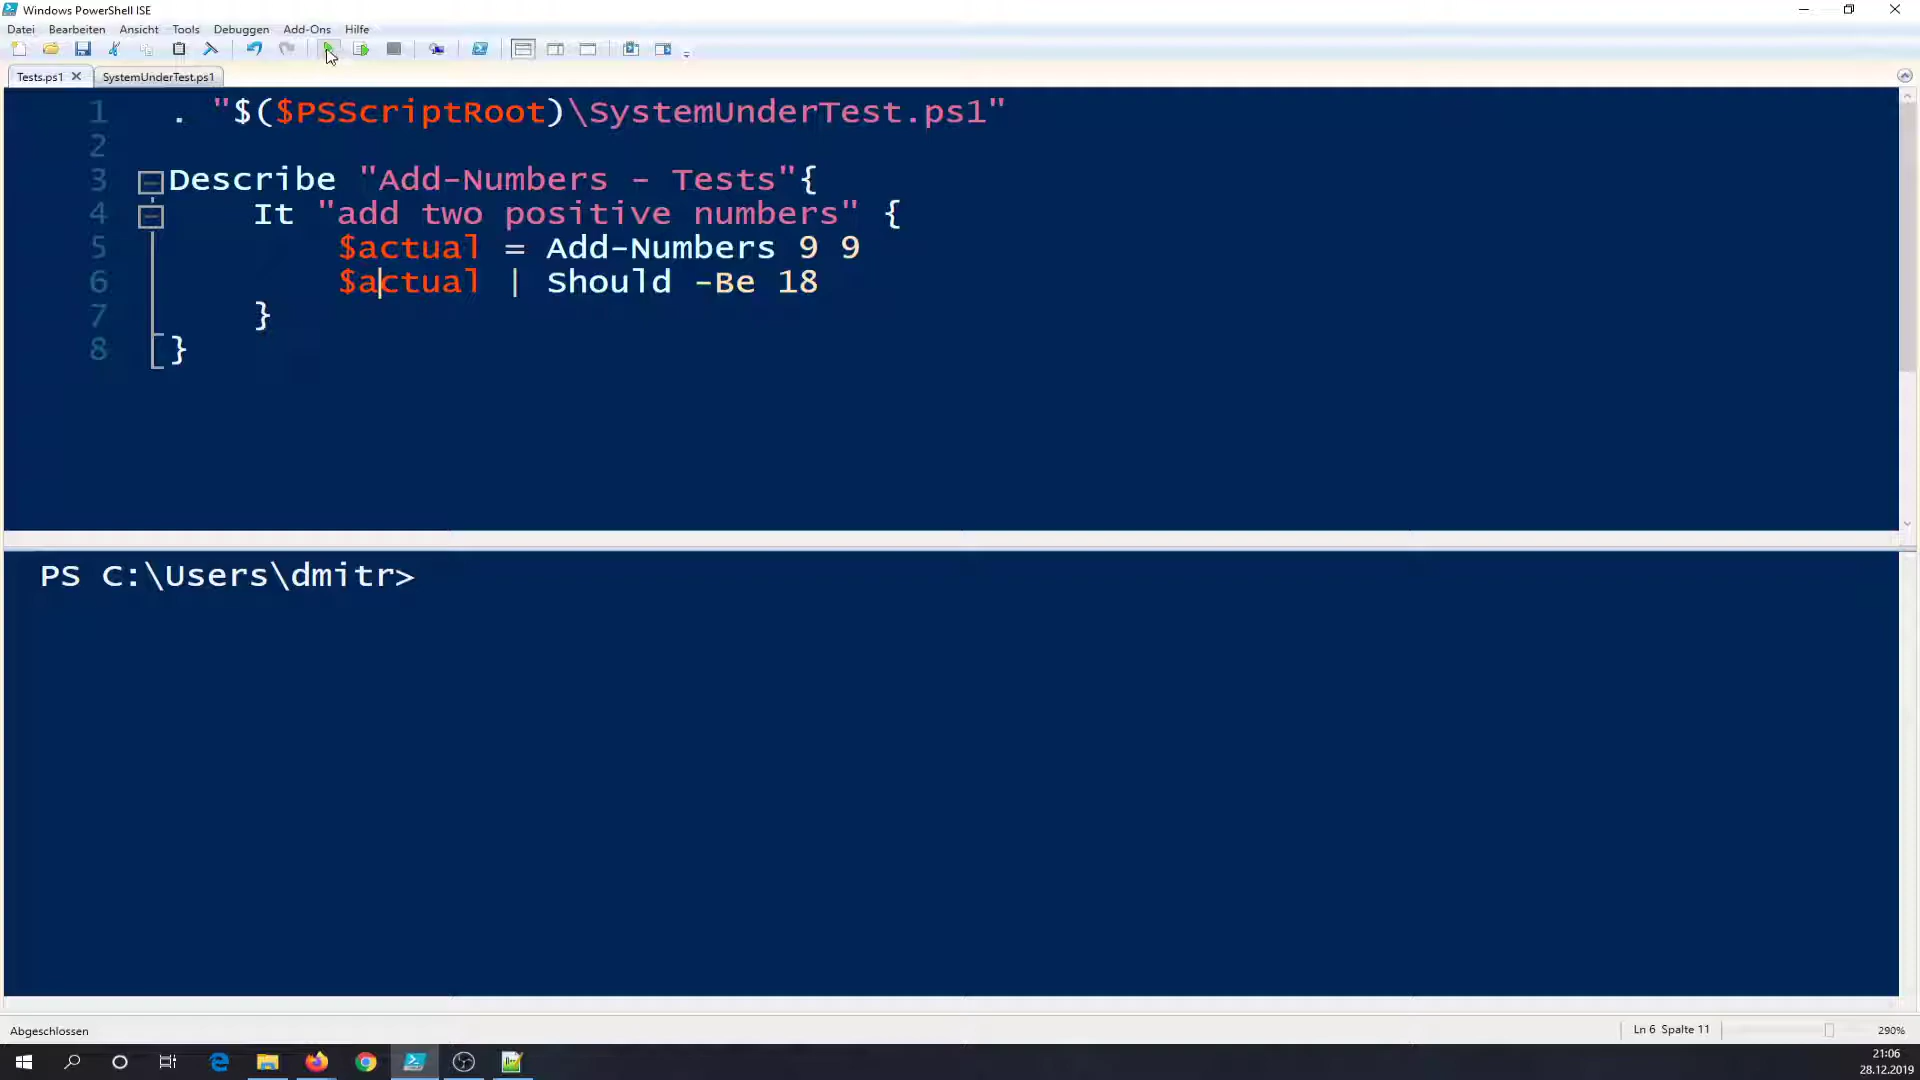 Windows PowerShell ISE
Datei Bearbeiten Ansicht Tools Debuggen Add-Ons Hilfe
Tests.ps1 SystemUnderTest.ps1
1 . "$($PSScriptRoot)\SystemUnderTest.ps1"
2
3 Describe "Add-Numbers - Tests"{
4 It "add two positive numbers" {
5 $actual = Add-Numbers 9 9
6 $actual | Should -Be 18
7 }
8 }
PS C:\Users\dmitr>
Abgeschlossen Ln 6 Spalte 11 290%
21:06
28.12.2019